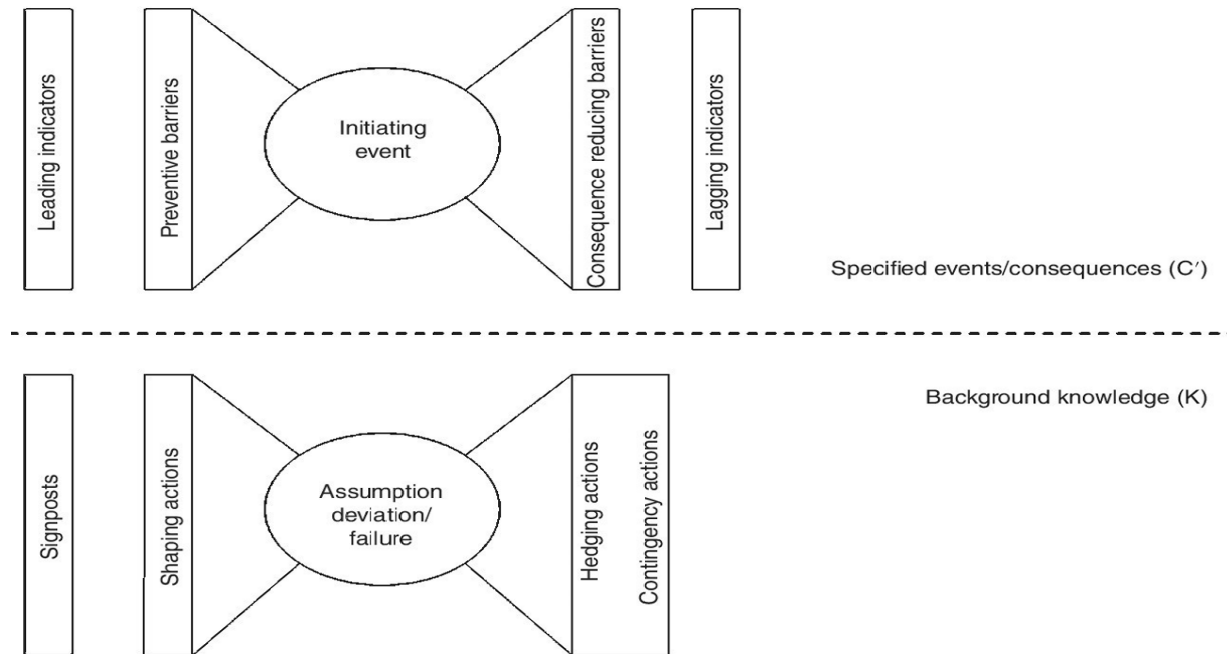 Leading indicators
Preventive barriers
Initiating
event
Consequence reducing barriers
Lagging indicators
Specified events/consequences (C′)
Background knowledge (K)
Signposts
Shaping actions
Assumption
deviation/
failure
Hedging actions
Contingency actions